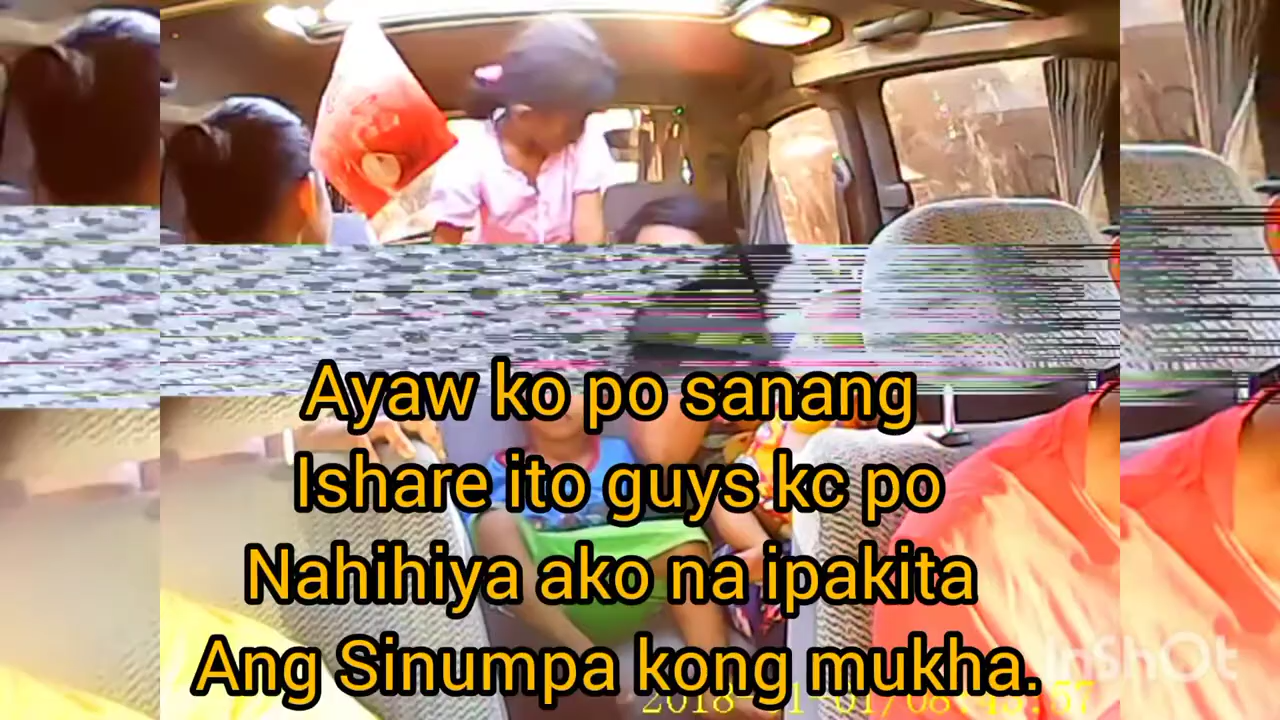 Ayaw ko po sanang
Ishare ito guys kc po
Nahihiya ako na ipakita
Ang Sinumpa kong mukha.
InShOt